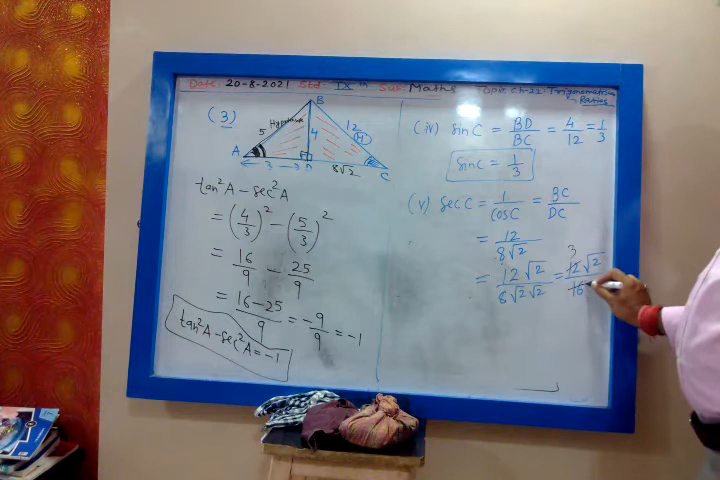 Date: 20-8-2021 Std: IX th Sub: Maths Topic Ch-22: Trigonometric Ratios
(3)
B
5
Hypotenuse
4
12
H
A
3
D
8√2
C
tan²A - sec²A
= (4/3)² - (5/3)²
= 16/9 - 25/9
= 16-25/9 = -9/9 = -1
tan²A - sec²A = -1
(iv) sin C = BD/BC = 4/12 = 1/3
sin C = 1/3
(v) sec C = 1/cos C = BC/DC
= 12/8√2
= 12√2/8√2√2 = 3 12√2/16